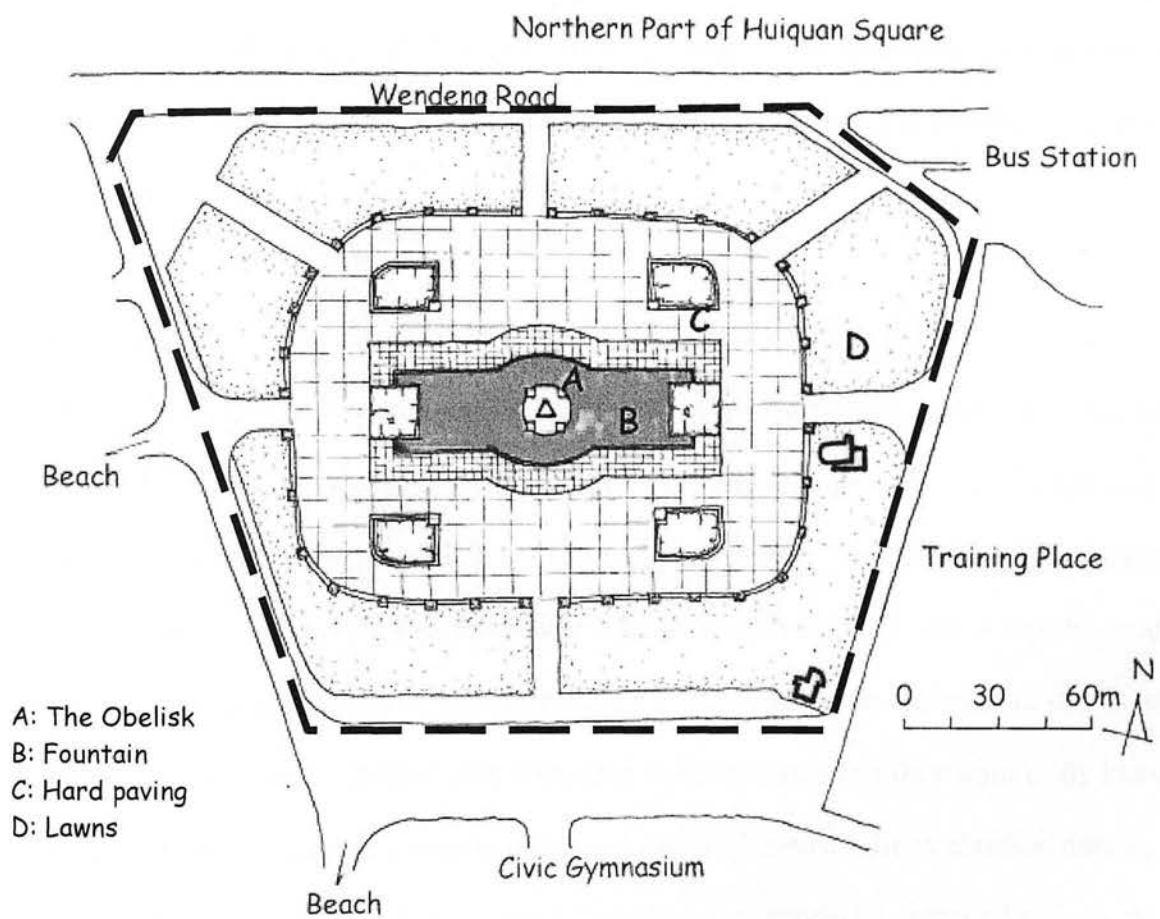 Northern Part of Huiquan Square
Wendeng Road
Bus Station
C
D
A
B
Beach
Training Place
N
0 30 60m
A: The Obelisk
B: Fountain
C: Hard paving
D: Lawns
Civic Gymnasium
Beach